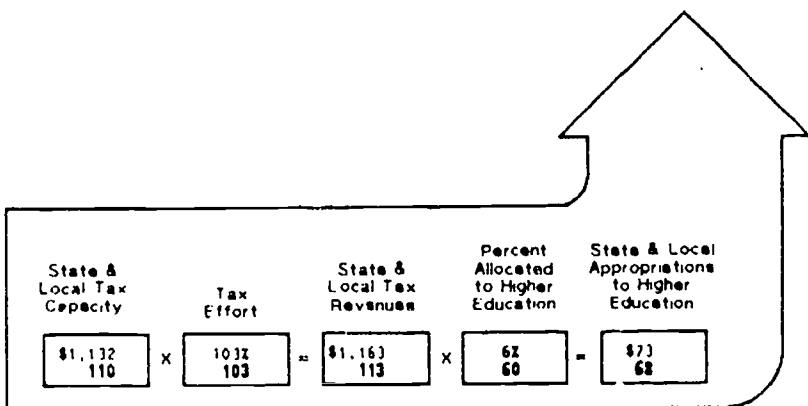 State &
Local Tax
Capacity
Tax
Effort
State &
Local Tax
Revenues
Percent
Allocated
to Higher
Education
State & Local
Appropriations
to Higher
Education
$1,132 x 103% = $1,163 x 6% = $73
110 103 113 60 68